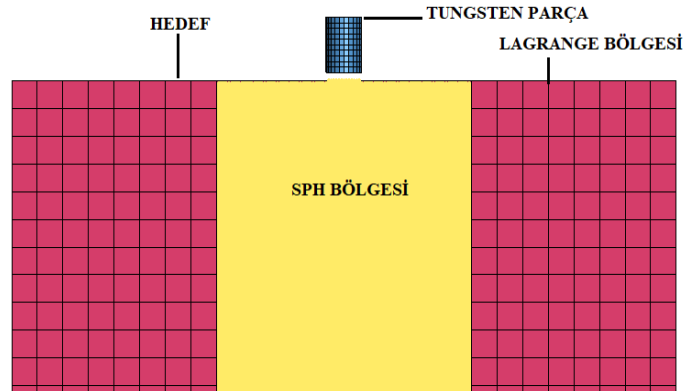 TUNGSTEN PARÇA
HEDEF
LAGRANGE BÖLGESİ
SPH BÖLGESİ